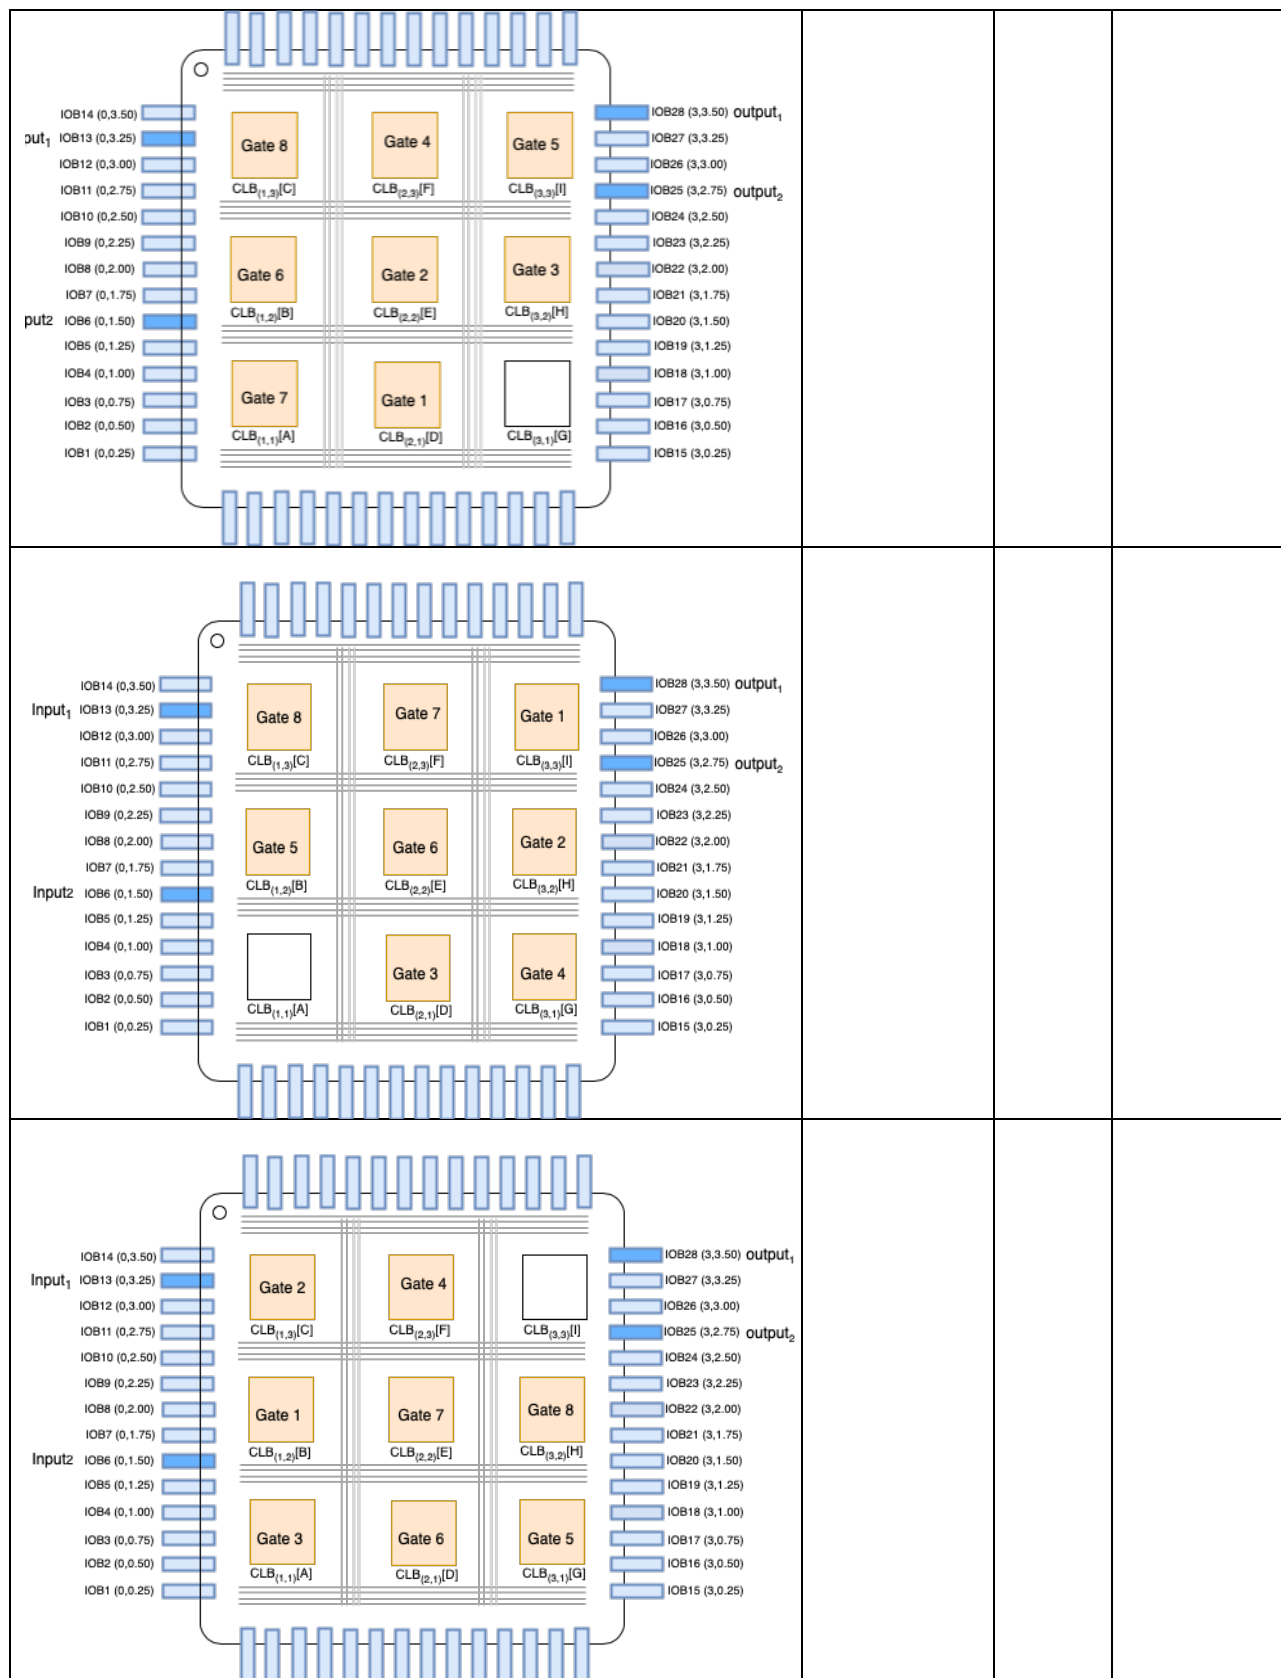 IOB14 (0,3.50)
put₁ IOB13 (0,3.25)
IOB12 (0,3.00)
IOB11 (0,2.75)
IOB10 (0,2.50)
IOB9 (0,2.25)
IOB8 (0,2.00)
IOB7 (0,1.75)
put2 IOB6 (0,1.50)
IOB5 (0,1.25)
IOB4 (0,1.00)
IOB3 (0,0.75)
IOB2 (0,0.50)
IOB1 (0,0.25)
Gate 8
CLB(1,3)[C]
Gate 4
CLB(2,3)[F]
Gate 5
CLB(3,3)[I]
Gate 6
CLB(1,2)[B]
Gate 2
CLB(2,2)[E]
Gate 3
CLB(3,2)[H]
Gate 7
CLB(1,1)[A]
Gate 1
CLB(2,1)[D]
CLB(3,1)[G]
IOB28 (3,3.50) output₁
IOB27 (3,3.25)
IOB26 (3,3.00)
IOB25 (3,2.75) output₂
IOB24 (3,2.50)
IOB23 (3,2.25)
IOB22 (3,2.00)
IOB21 (3,1.75)
IOB20 (3,1.50)
IOB19 (3,1.25)
IOB18 (3,1.00)
IOB17 (3,0.75)
IOB16 (3,0.50)
IOB15 (3,0.25)
IOB14 (0,3.50)
Input₁ IOB13 (0,3.25)
IOB12 (0,3.00)
IOB11 (0,2.75)
IOB10 (0,2.50)
IOB9 (0,2.25)
IOB8 (0,2.00)
IOB7 (0,1.75)
Input2 IOB6 (0,1.50)
IOB5 (0,1.25)
IOB4 (0,1.00)
IOB3 (0,0.75)
IOB2 (0,0.50)
IOB1 (0,0.25)
Gate 8
CLB(1,3)[C]
Gate 7
CLB(2,3)[F]
Gate 1
CLB(3,3)[I]
Gate 5
CLB(1,2)[B]
Gate 6
CLB(2,2)[E]
Gate 2
CLB(3,2)[H]
CLB(1,1)[A]
Gate 3
CLB(2,1)[D]
Gate 4
CLB(3,1)[G]
IOB28 (3,3.50) output₁
IOB27 (3,3.25)
IOB26 (3,3.00)
IOB25 (3,2.75) output₂
IOB24 (3,2.50)
IOB23 (3,2.25)
IOB22 (3,2.00)
IOB21 (3,1.75)
IOB20 (3,1.50)
IOB19 (3,1.25)
IOB18 (3,1.00)
IOB17 (3,0.75)
IOB16 (3,0.50)
IOB15 (3,0.25)
IOB14 (0,3.50)
Input₁ IOB13 (0,3.25)
IOB12 (0,3.00)
IOB11 (0,2.75)
IOB10 (0,2.50)
IOB9 (0,2.25)
IOB8 (0,2.00)
IOB7 (0,1.75)
Input2 IOB6 (0,1.50)
IOB5 (0,1.25)
IOB4 (0,1.00)
IOB3 (0,0.75)
IOB2 (0,0.50)
IOB1 (0,0.25)
Gate 2
CLB(1,3)[C]
Gate 4
CLB(2,3)[F]
CLB(3,3)[I]
Gate 1
CLB(1,2)[B]
Gate 7
CLB(2,2)[E]
Gate 8
CLB(3,2)[H]
Gate 3
CLB(1,1)[A]
Gate 6
CLB(2,1)[D]
Gate 5
CLB(3,1)[G]
IOB28 (3,3.50) output₁
IOB27 (3,3.25)
IOB26 (3,3.00)
IOB25 (3,2.75) output₂
IOB24 (3,2.50)
IOB23 (3,2.25)
IOB22 (3,2.00)
IOB21 (3,1.75)
IOB20 (3,1.50)
IOB19 (3,1.25)
IOB18 (3,1.00)
IOB17 (3,0.75)
IOB16 (3,0.50)
IOB15 (3,0.25)